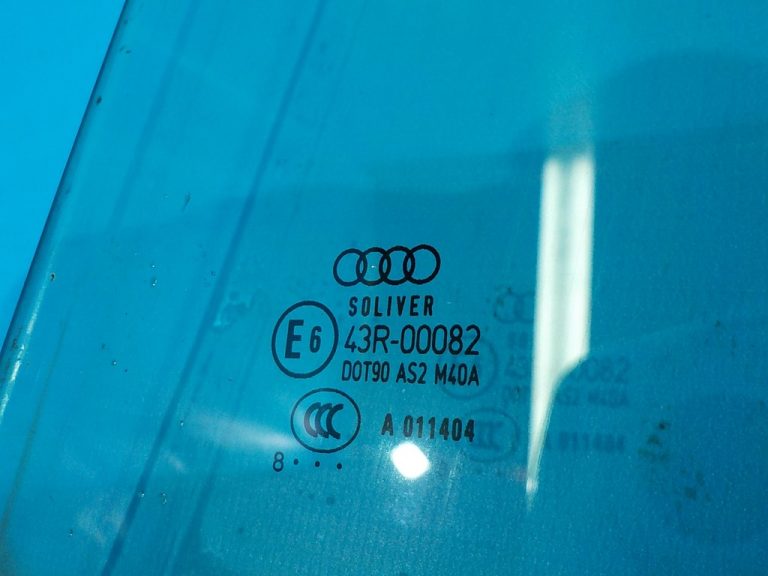 SOLIVER
E6 43R-00082
DOT90 AS2 M40A
CCC A 011404
8 . . .